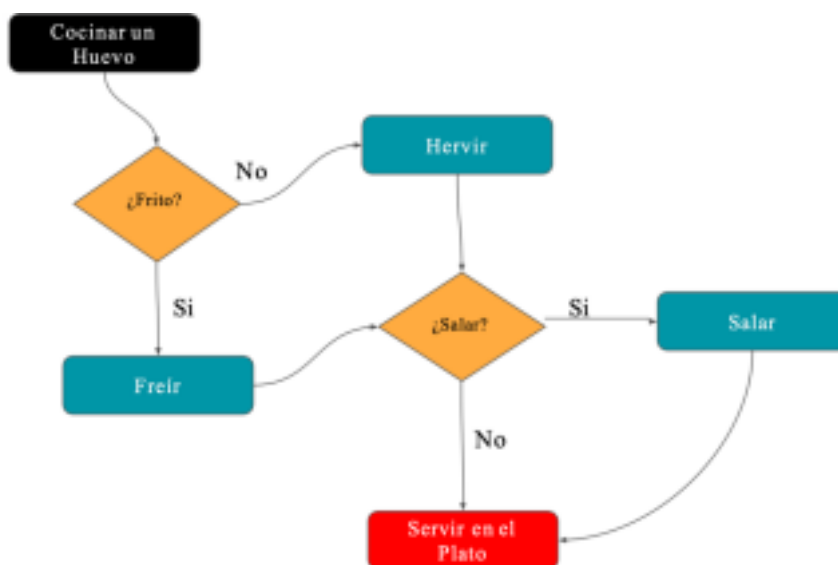 Cocinar un
Huevo
No
Hervir
¿Frito?
Si
¿Salar?
Si
Salar
Freír
No
Servir en el
Plato